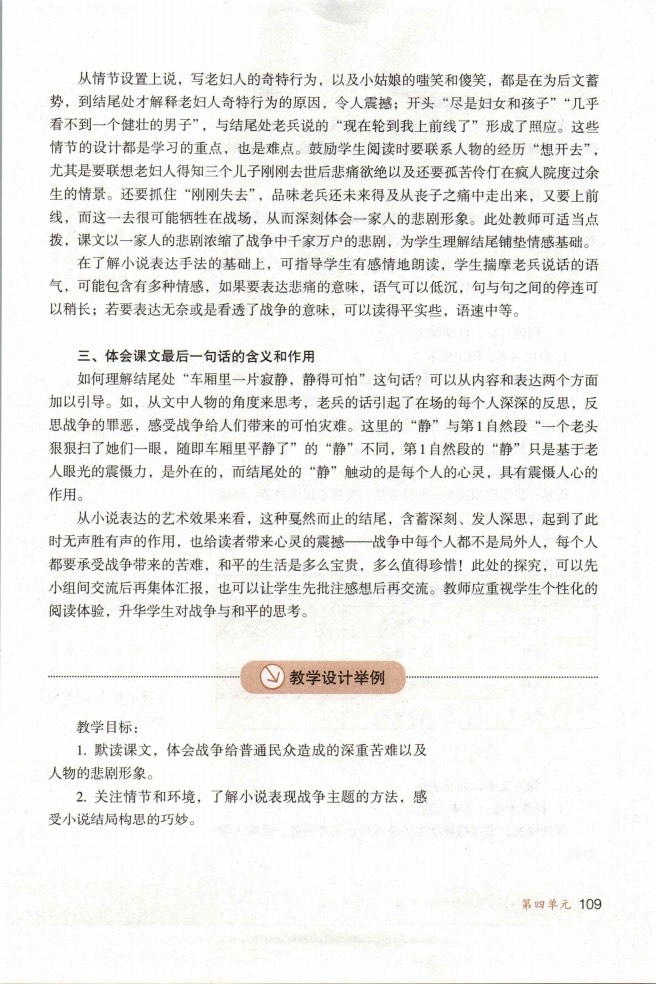 从情节设置上说，写老妇人的奇特行为，以及小姑娘的嗤笑和傻笑，都是在为后文蓄
势，到结尾处才解释老妇人奇特行为的原因，令人震撼；开头“尽是妇女和孩子”“几乎
看不到一个健壮的男子”，与结尾处老兵说的“现在轮到我上前线了”形成了照应。这些
情节的设计都是学习的重点，也是难点。鼓励学生阅读时要联系人物的经历“想开去”，
尤其是要联想老妇人得知三个儿子刚刚去世后悲痛欲绝以及还要孤苦伶仃在疯人院度过余
生的情景。还要抓住“刚刚失去”，品味老兵还未来得及从丧子之痛中走出来，又要上前
线，而这一去很可能牺牲在战场，从而深刻体会一家人的悲剧形象。此处教师可适当点
拨，课文以一家人的悲剧浓缩了战争中千家万户的悲剧，为学生理解结尾铺垫情感基础。
在了解小说表达手法的基础上，可指导学生有感情地朗读，学生揣摩老兵说话的语
气，可能包含有多种情感，如果要表达悲痛的意味，语气可以低沉，句与句之间的停连可
以稍长；若要表达无奈或是看透了战争的意味，可以读得平实些，语速中等。
三、体会课文最后一句话的含义和作用
如何理解结尾处“车厢里一片寂静，静得可怕”这句话？可以从内容和表达两个方面
加以引导。如，从文中人物的角度来思考，老兵的话引起了在场的每个人深深的反思，反
思战争的罪恶，感受战争给人们带来的可怕灾难。这里的“静”与第1自然段“一个老头
狠狠扫了她们一眼，随即车厢里平静了”的“静”不同，第1自然段的“静”只是基于老
人眼光的震慑力，是外在的，而结尾处的“静”触动的是每个人的心灵，具有震慑人心的
作用。
从小说表达的艺术效果来看，这种戛然而止的结尾，含蓄深刻、发人深思，起到了此
时无声胜有声的作用，也给读者带来心灵的震撼——战争中每个人都不是局外人，每个人
都要承受战争带来的苦难，和平的生活是多么宝贵，多么值得珍惜！此处的探究，可以先
小组间交流后再集体汇报，也可以让学生先批注感想后再交流。教师应重视学生个性化的
阅读体验，升华学生对战争与和平的思考。
教学设计举例
教学目标：
1. 默读课文，体会战争给普通民众造成的深重苦难以及
人物的悲剧形象。
2. 关注情节和环境，了解小说表现战争主题的方法，感
受小说结局构思的巧妙。
第四单元 109